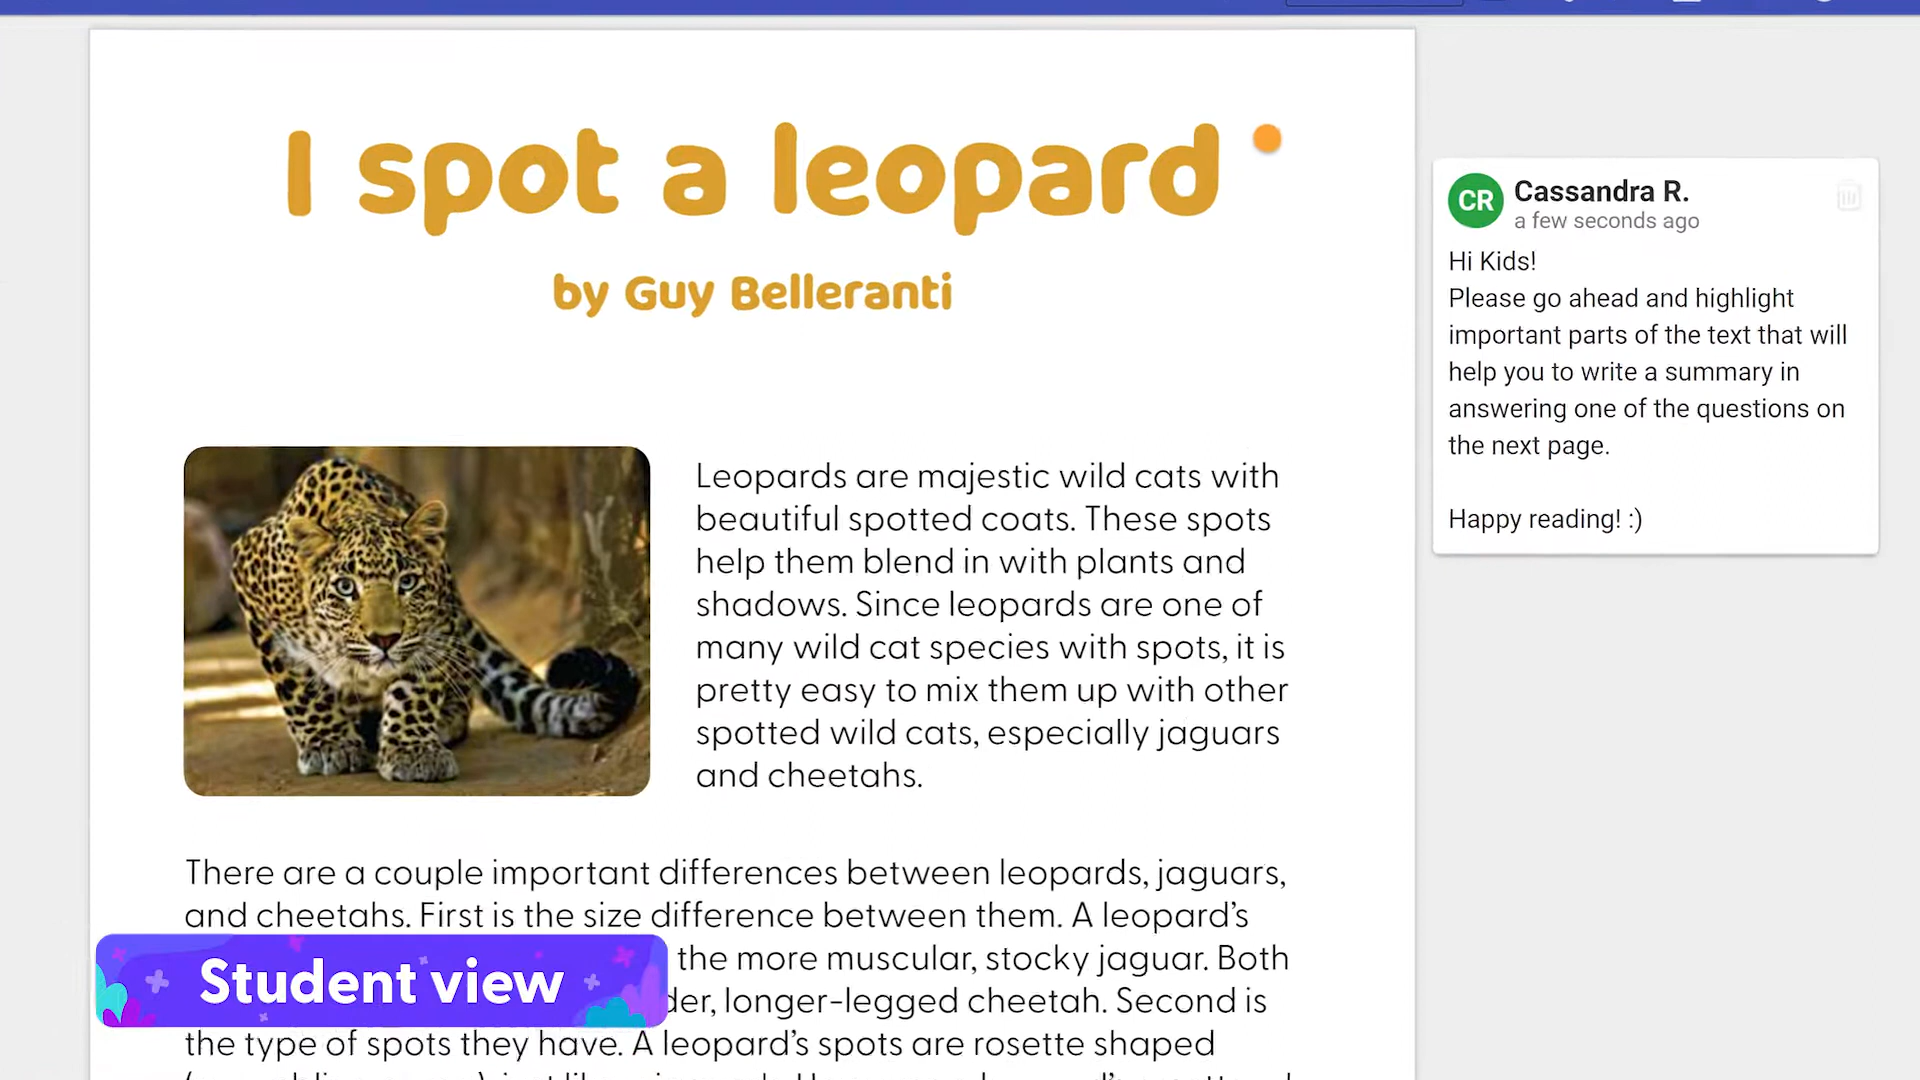 I spot a leopard
by Guy Belleranti
CR
Cassandra R.
a few seconds ago
Hi Kids!
Please go ahead and highlight
important parts of the text that will
help you to write a summary in
answering one of the questions on
the next page.
Happy reading! :)
Leopards are majestic wild cats with
beautiful spotted coats. These spots
help them blend in with plants and
shadows. Since leopards are one of
many wild cat species with spots, it is
pretty easy to mix them up with other
spotted wild cats, especially jaguars
and cheetahs.
There are a couple important differences between leopards, jaguars,
and cheetahs. First is the size difference between them. A leopard's
the more muscular, stocky jaguar. Both
Student view
longer-legged cheetah. Second is
the type of spots they have. A leopard's spots are rosette shaped